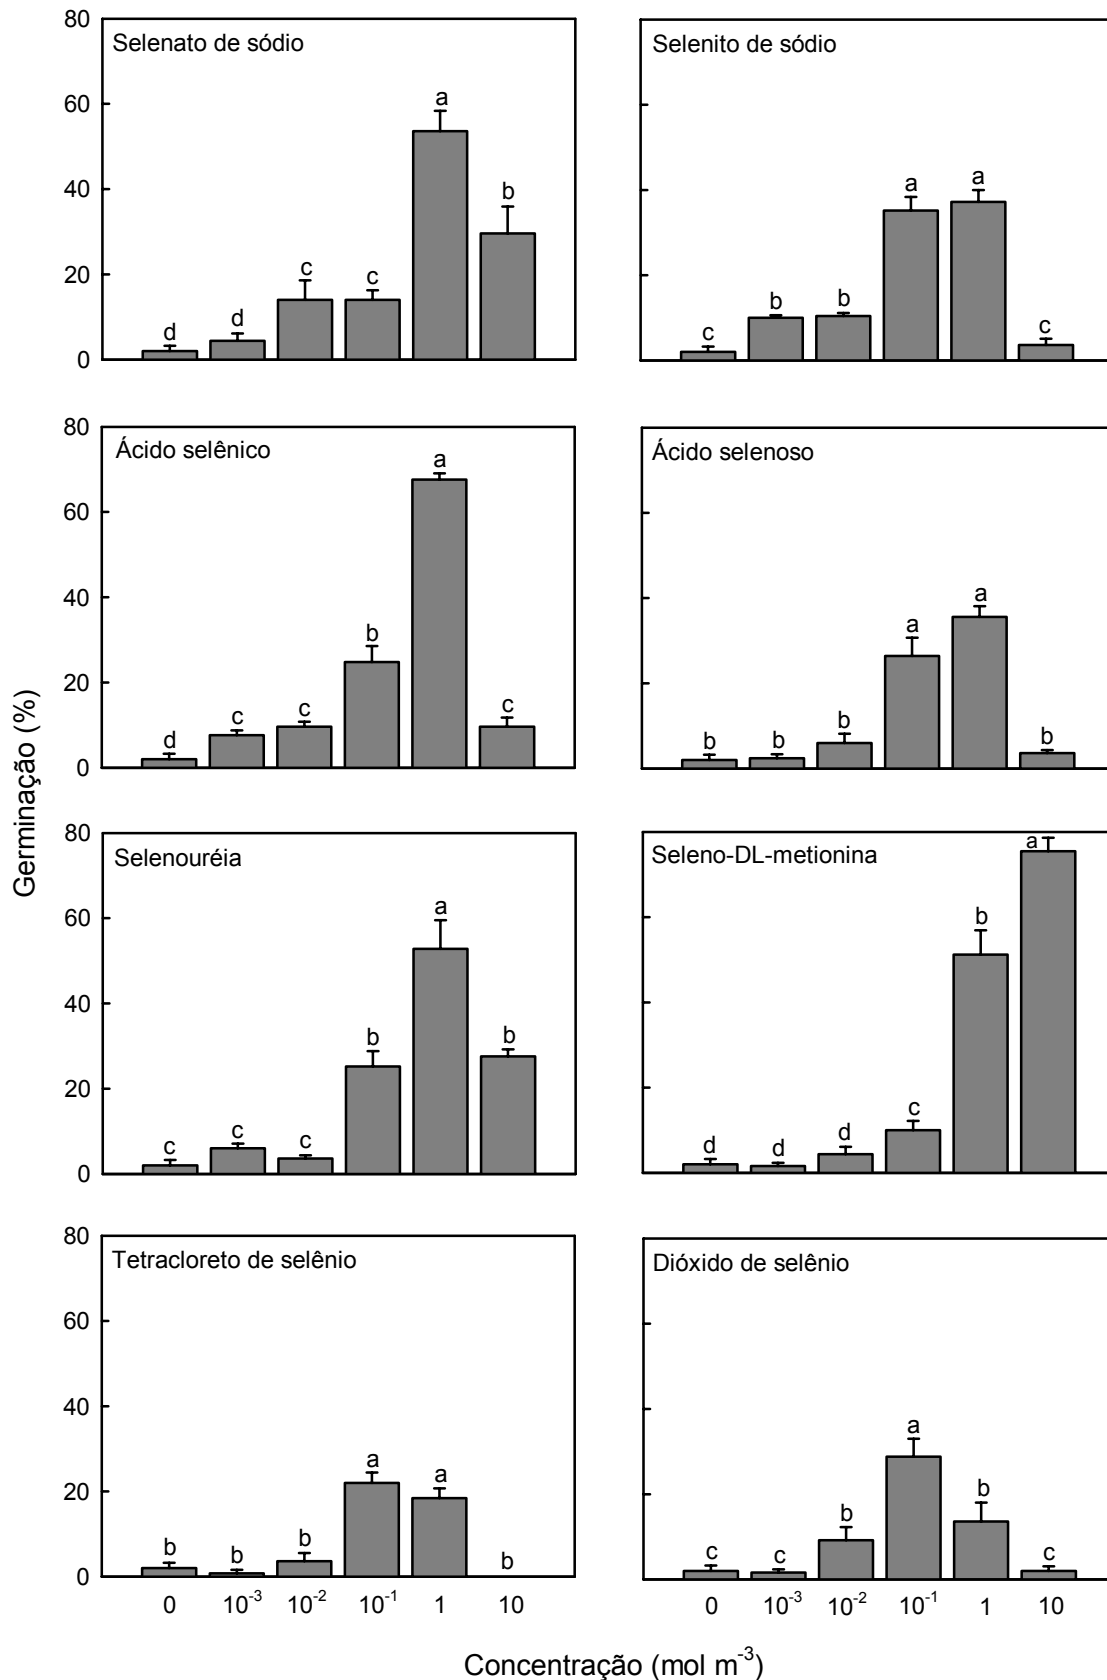 80
60
40
20
0
Selenato de sódio
d
d
c
c
a
b
Selenito de sódio
c
b
b
a
a
c
80
60
40
20
0
Ácido selênico
d
c
c
b
a
c
Ácido selenoso
b
b
b
a
a
b
Germinação (%)
80
60
40
20
0
Selenouréia
c
c
c
b
a
b
Seleno-DL-metionina
d
d
d
c
b
a
80
60
40
20
0
Tetracloreto de selênio
b
b
b
a
a
b
Dióxido de selênio
c
c
b
a
b
c
0 10⁻³ 10⁻² 10⁻¹ 1 10
0 10⁻³ 10⁻² 10⁻¹ 1 10
Concentração (mol m⁻³)